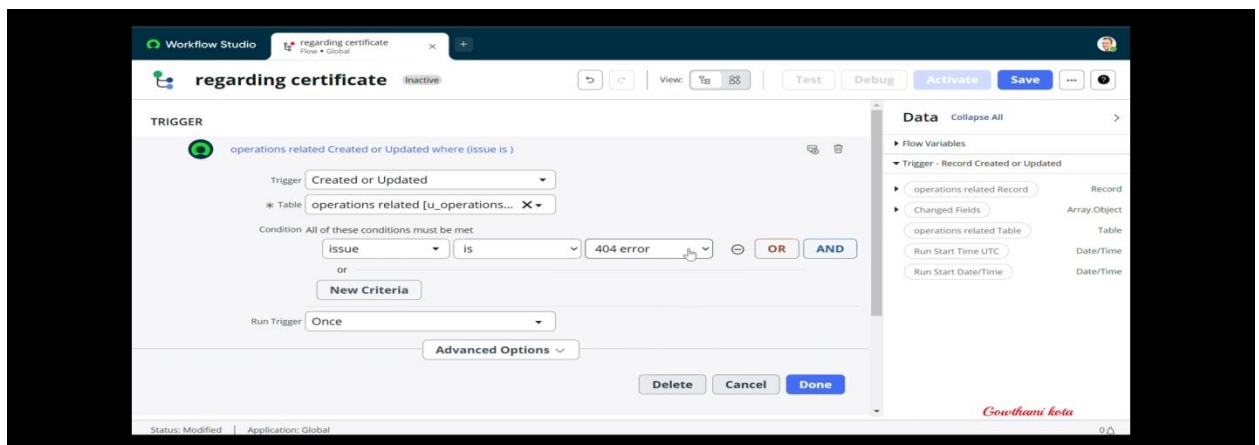 Workflow Studio
regarding certificate
Flow • Global
regarding certificate Inactive View: Test Debug Activate Save
TRIGGER
operations related Created or Updated where (issue is )
Trigger Created or Updated
* Table operations related [u_operations...
Condition All of these conditions must be met
issue is 404 error OR AND
or
New Criteria
Run Trigger Once
Advanced Options
Delete Cancel Done
Data Collapse All
Flow Variables
Trigger - Record Created or Updated
operations related Record Record
Changed Fields Array.Object
operations related Table Table
Run Start Time UTC Date/Time
Run Start Date/Time Date/Time
Gowthami kota
Status: Modified | Application: Global 0